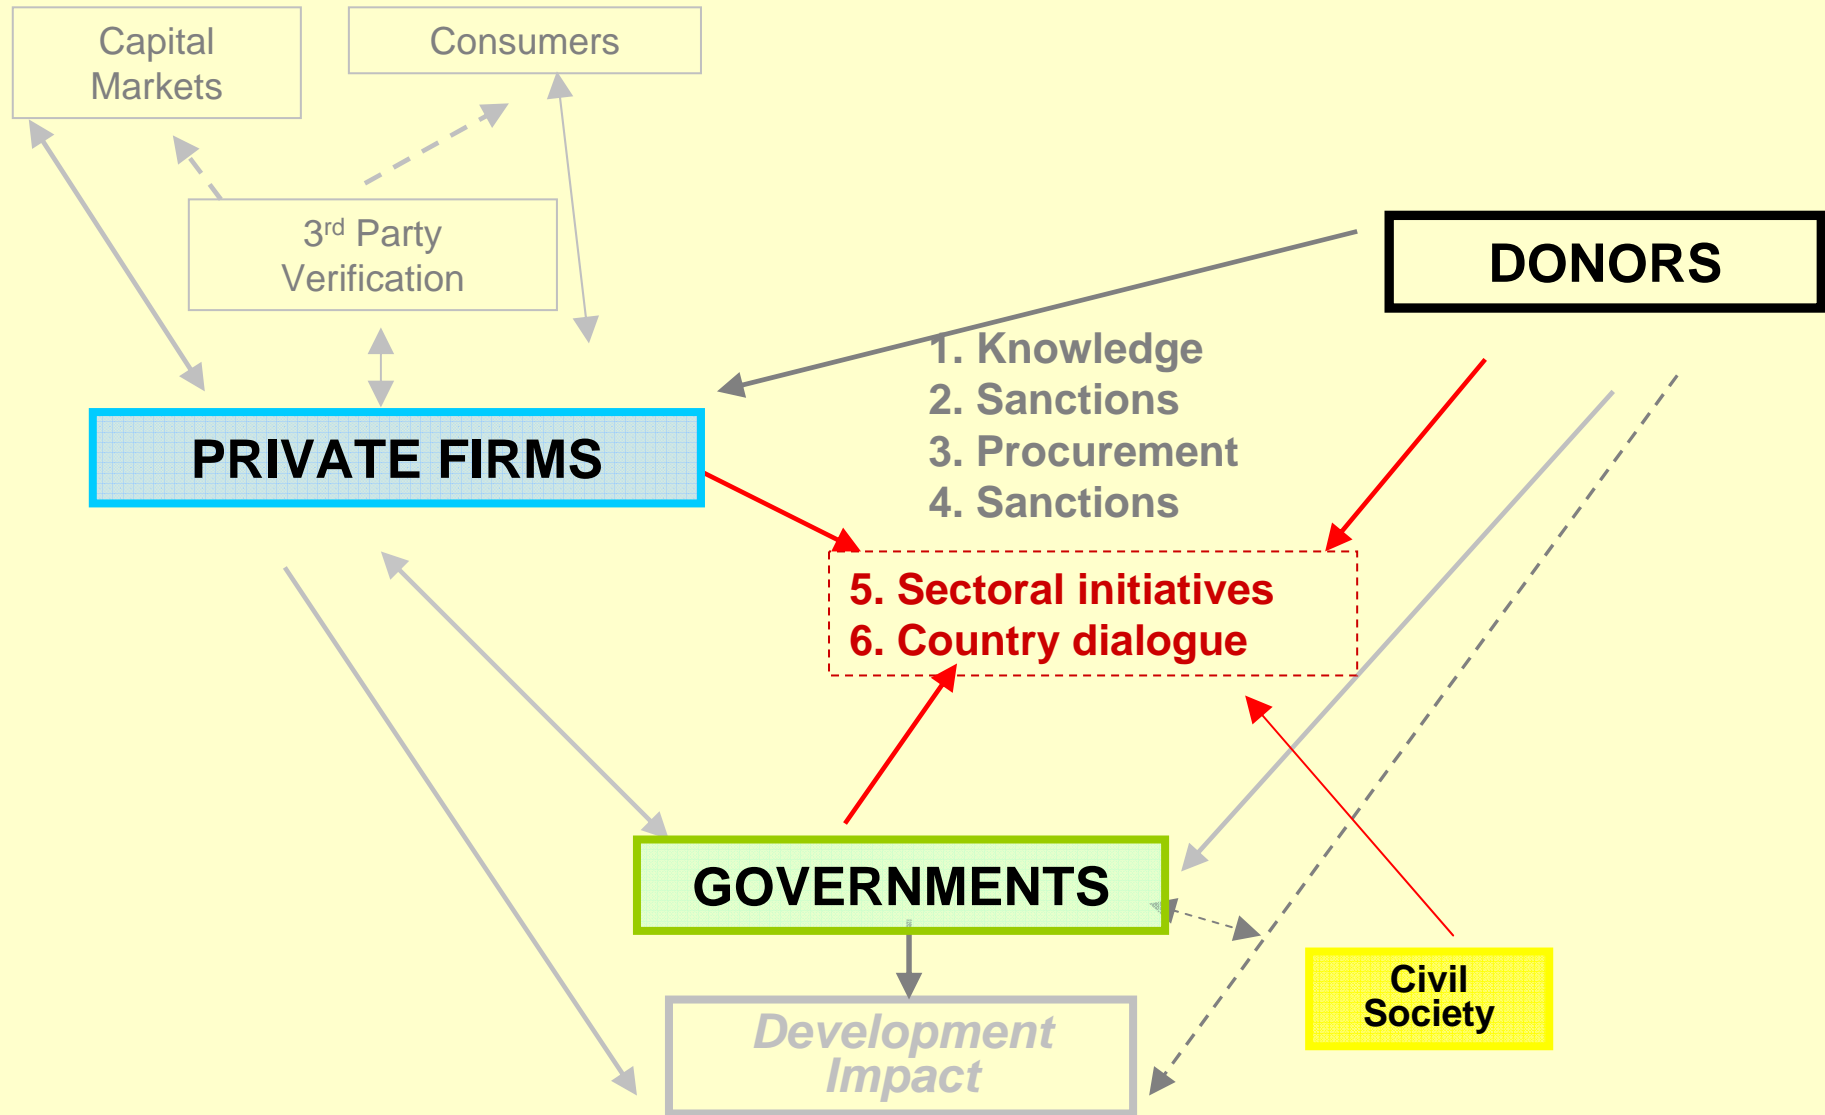 Capital
Markets
Consumers
3rd Party
Verification
DONORS
1. Knowledge
2. Sanctions
3. Procurement
4. Sanctions
PRIVATE FIRMS
5. Sectoral initiatives
6. Country dialogue
GOVERNMENTS
Civil
Society
Development
Impact